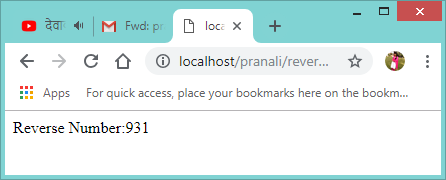 देवा Fwd: pr loca
localhost/pranali/rever...
Apps For quick access, place your bookmarks here on the bookm...
Reverse Number:931